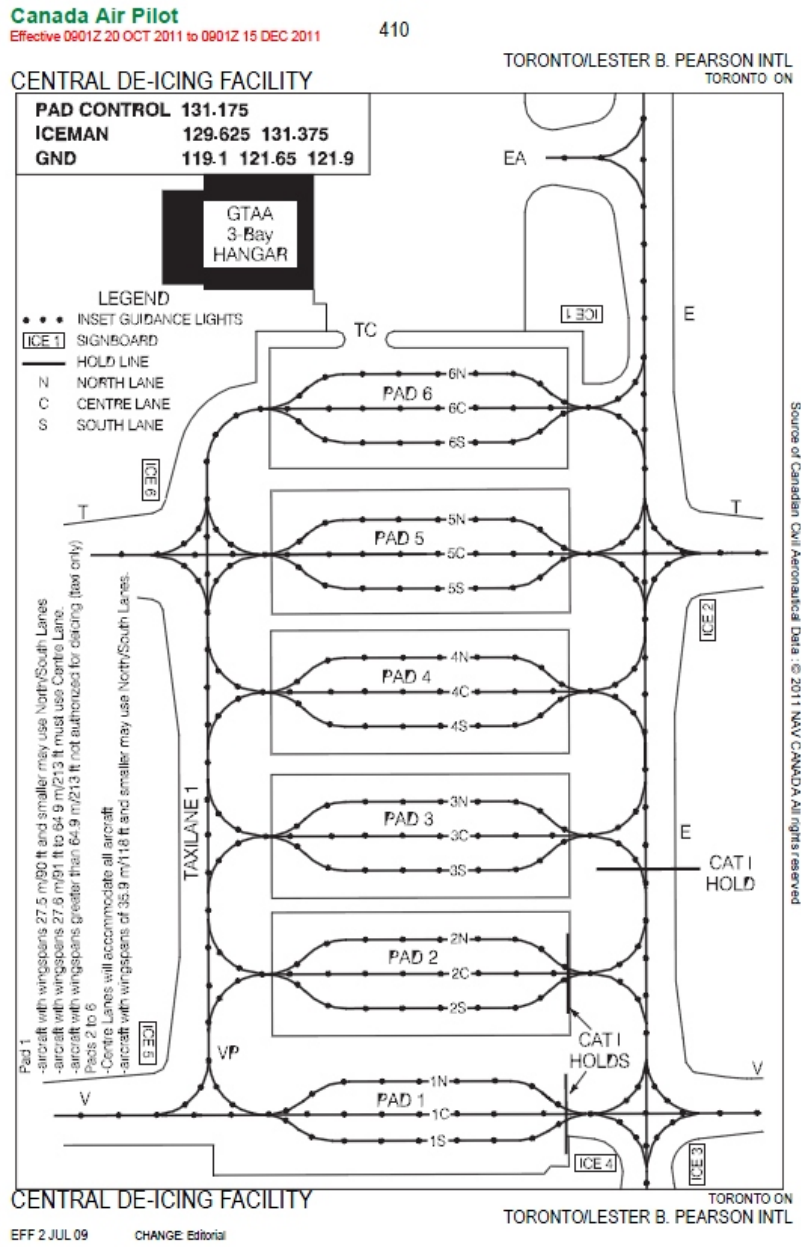 Canada Air Pilot
Effective 0901Z 20 OCT 2011 to 0901Z 15 DEC 2011
410
TORONTO/LESTER B. PEARSON INTL
TORONTO ON
CENTRAL DE-ICING FACILITY
PAD CONTROL 131.175
ICEMAN 129.625 131.375
GND 119.1 121.65 121.9
EA
GTAA
3-Bay
HANGAR
LEGEND
INSET GUIDANCE LIGHTS
ICE 1 SIGNBOARD
HOLD LINE
N NORTH LANE
C CENTRE LANE
S SOUTH LANE
ICE 1
E
TC
6N
PAD 6
6C
6S
ICE 6
T
T
5N
PAD 5
5C
5S
ICE 2
4N
PAD 4
4C
4S
TAXILANE 1
3N
PAD 3
3C
3S
E
CAT I
HOLD
2N
PAD 2
2C
2S
CAT I
HOLDS
ICE 5
VP
V
V
1N
PAD 1
1C
1S
ICE 4
ICE 3
Pad 1
-aircraft with wingspans 27.5 m/90 ft and smaller may use North/South Lanes
-aircraft with wingspans 27.6 m/91 ft to 64.9 m/213 ft must use Centre Lane.
-aircraft with wingspans greater than 64.9 m/213 ft not authorized for deicing (taxi only)
Pads 2 to 6
-Centre Lanes will accommodate all aircraft
-aircraft with wingspans of 35.9 m/118 ft and smaller may use North/South Lanes.
Source of Canadian Civil Aeronautical Data : © 2011 NAV CANADA All rights reserved
CENTRAL DE-ICING FACILITY
TORONTO ON
TORONTO/LESTER B. PEARSON INTL
EFF 2 JUL 09
CHANGE: Editorial